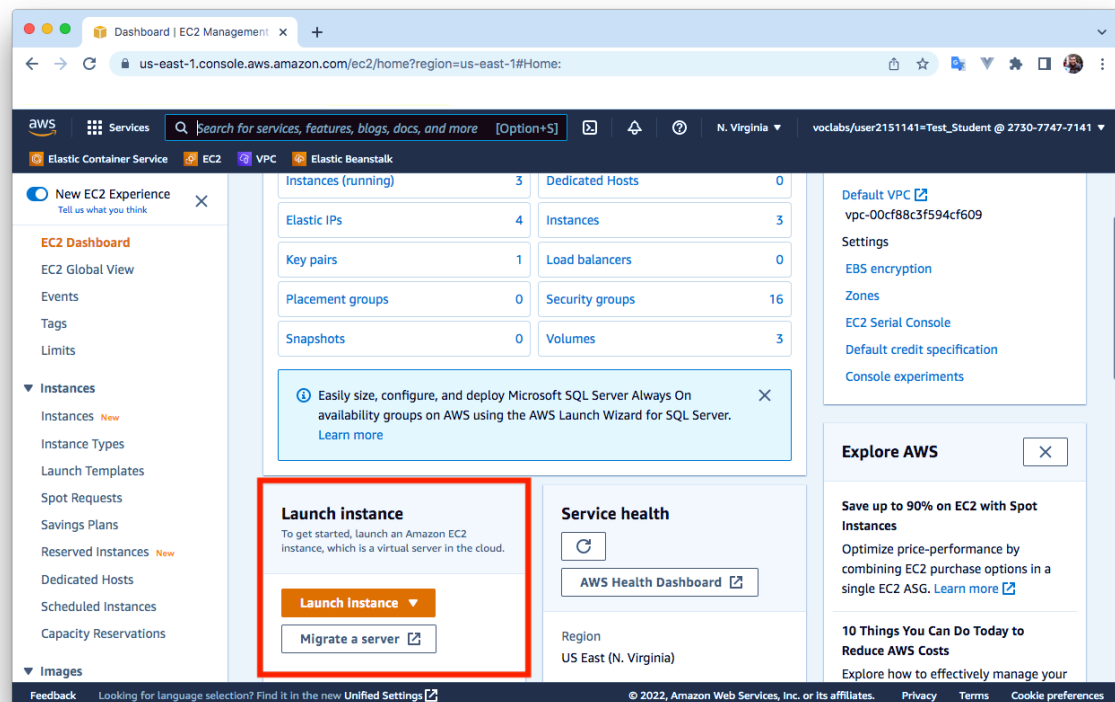 Dashboard | EC2 Management
us-east-1.console.aws.amazon.com/ec2/home?region=us-east-1#Home:
aws
Services
Search for services, features, blogs, docs, and more [Option+S]
N. Virginia
voclabs/user2151141=Test_Student @ 2730-7747-7141
Elastic Container Service
EC2
VPC
Elastic Beanstalk
New EC2 Experience
Tell us what you think
EC2 Dashboard
EC2 Global View
Events
Tags
Limits
Instances
Instances New
Instance Types
Launch Templates
Spot Requests
Savings Plans
Reserved Instances New
Dedicated Hosts
Scheduled Instances
Capacity Reservations
Images
Instances (running) 3
Dedicated Hosts 0
Elastic IPs 4
Instances 3
Key pairs 1
Load balancers 0
Placement groups 0
Security groups 16
Snapshots 0
Volumes 3
Easily size, configure, and deploy Microsoft SQL Server Always On
availability groups on AWS using the AWS Launch Wizard for SQL Server.
Learn more
Launch instance
To get started, launch an Amazon EC2
instance, which is a virtual server in the cloud.
Launch instance
Migrate a server
Service health
AWS Health Dashboard
Region
US East (N. Virginia)
Default VPC
vpc-00cf88c3f594cf609
Settings
EBS encryption
Zones
EC2 Serial Console
Default credit specification
Console experiments
Explore AWS
Save up to 90% on EC2 with Spot
Instances
Optimize price-performance by
combining EC2 purchase options in a
single EC2 ASG. Learn more
10 Things You Can Do Today to
Reduce AWS Costs
Explore how to effectively manage your
Feedback
Looking for language selection? Find it in the new Unified Settings
© 2022, Amazon Web Services, Inc. or its affiliates.
Privacy
Terms
Cookie preferences